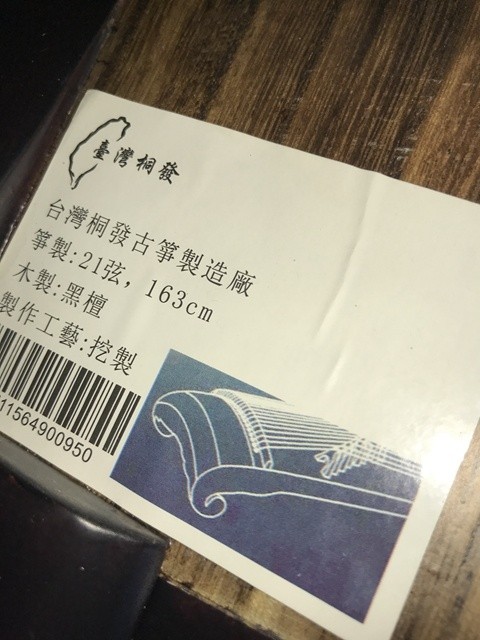 臺灣桐發
台灣桐發古箏製造廠
箏製:21弦, 163cm
木製:黑檀
製作工藝:挖製
11564900950